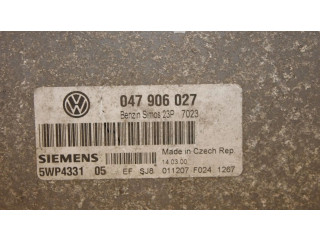 047 906 027
Benzin Simos 23P 7023
Made in Czech Rep.
SIEMENS
14.03.00
5WP4331 05 EF SJ8 011207 F024 1267